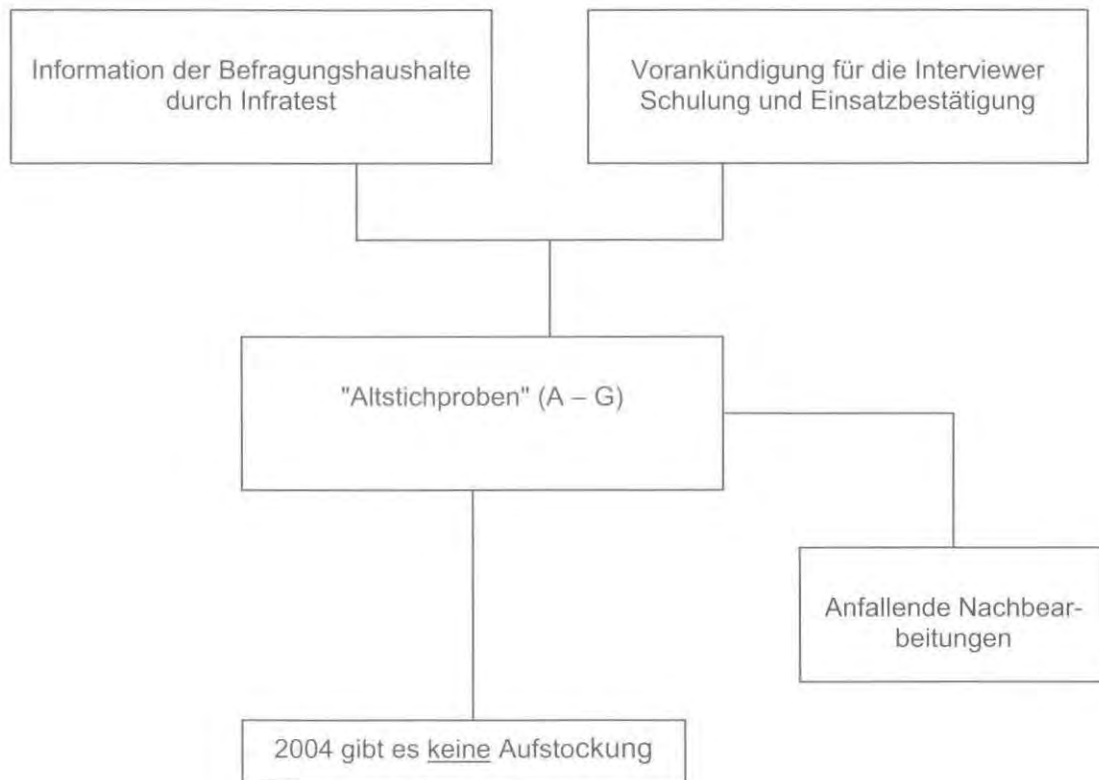 Information der Befragungshaushalte
durch Infratest
Vorankündigung für die Interviewer
Schulung und Einsatzbestätigung
"Altstichproben" (A – G)
Anfallende Nachbear-
beitungen
2004 gibt es keine Aufstockung